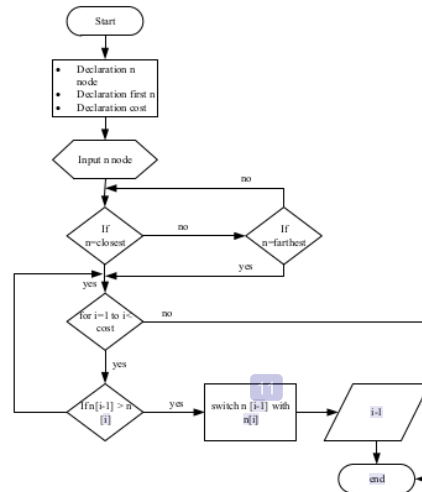 Start
• Declaration n
node
• Declaration first n
• Declaration cost
Input n node
no
If
n=closest
no
If
n=farthest
yes
yes
for i=1 to i<
cost
no
yes
If n[i-1] > n
[i]
yes
11
switch n [i-1] with
n[i]
i-1
end